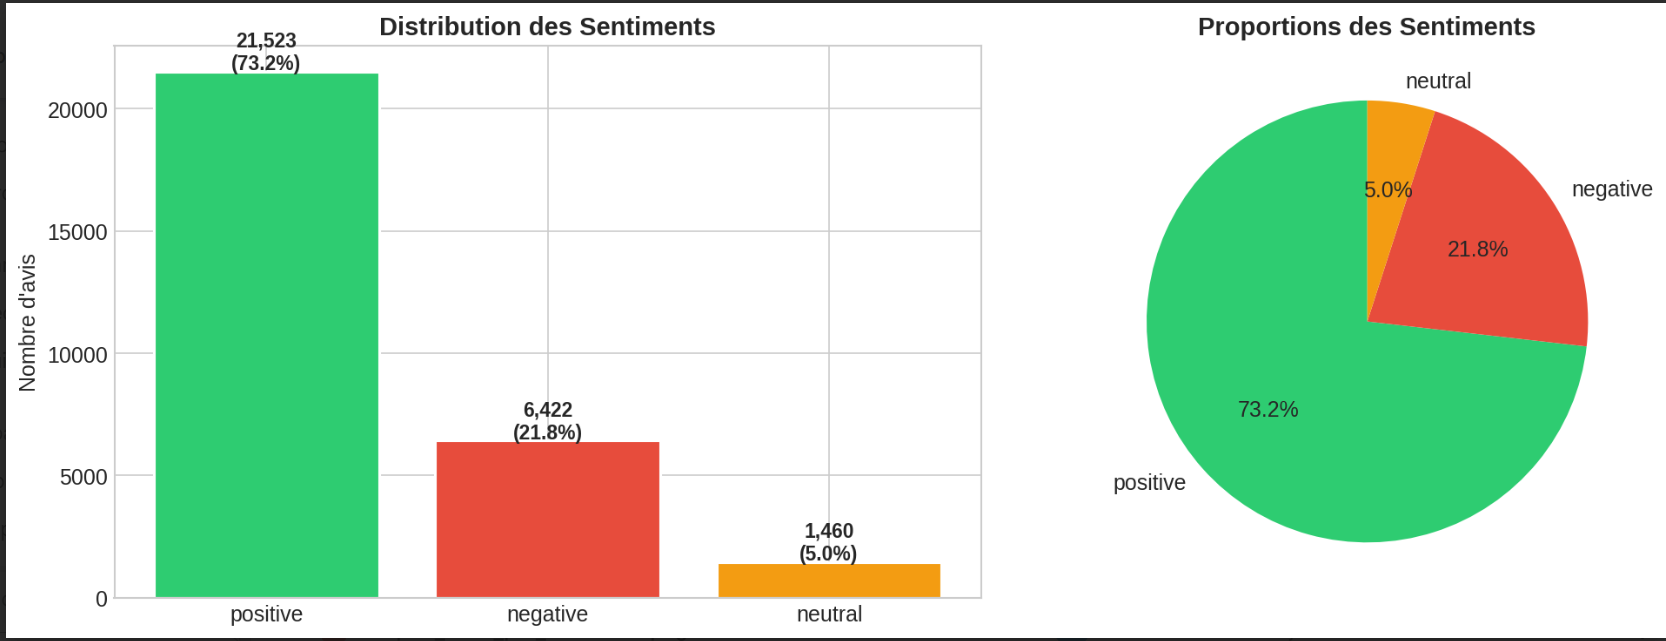 Distribution des Sentiments
21,523
(73.2%)
20000
15000
10000
5000
0
Nombre d'avis
6,422
(21.8%)
1,460
(5.0%)
positive
negative
neutral
Proportions des Sentiments
neutral
5.0%
negative
21.8%
73.2%
positive